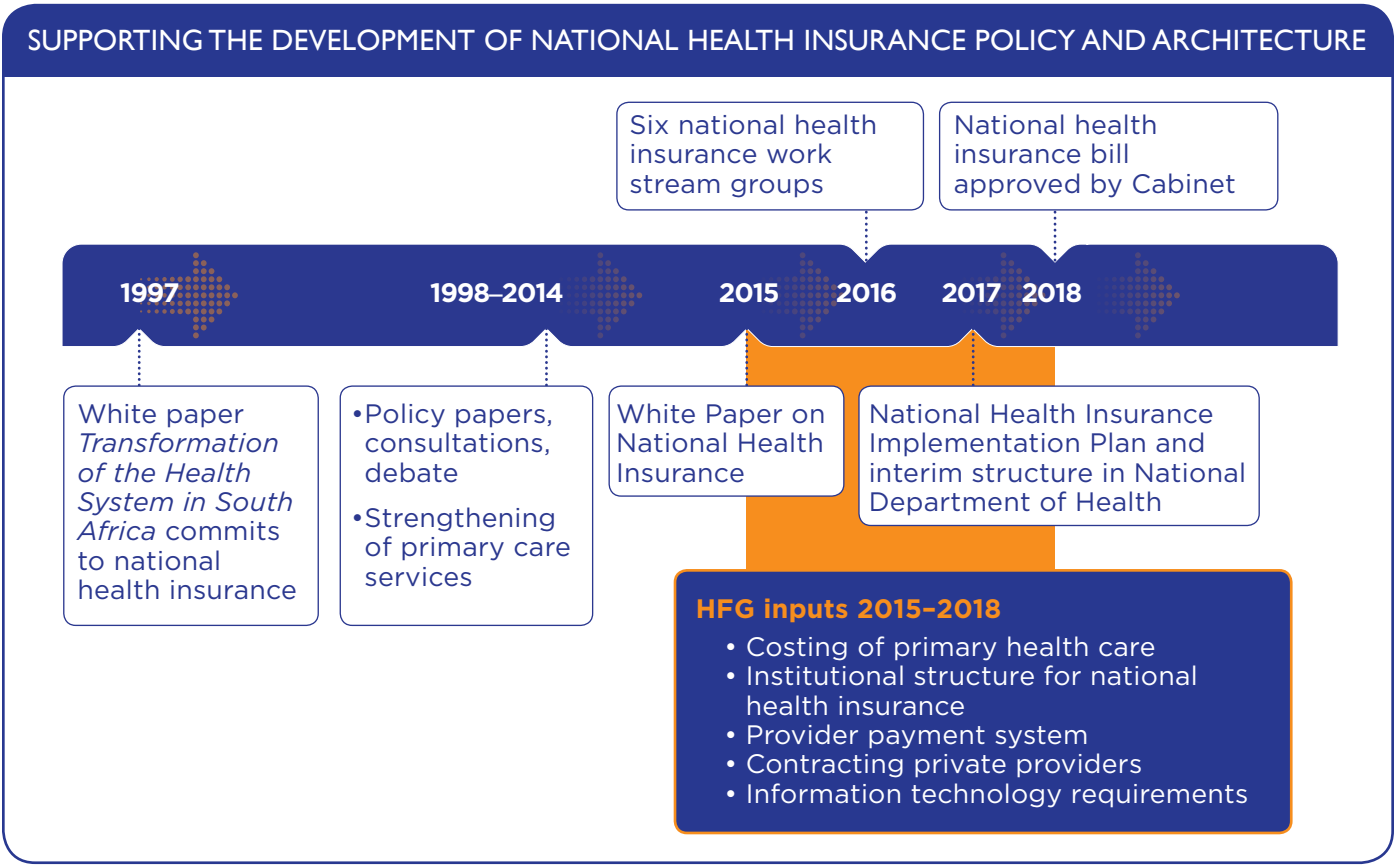 SUPPORTING THE DEVELOPMENT OF NATIONAL HEALTH INSURANCE POLICY AND ARCHITECTURE
Six national health
insurance work
stream groups
National health
insurance bill
approved by Cabinet
1997
1998–2014
2015
2016
2017
2018
White paper
Transformation
of the Health
System in South
Africa commits
to national
health insurance
•Policy papers,
consultations,
debate
•Strengthening
of primary care
services
White Paper on
National Health
Insurance
National Health Insurance
Implementation Plan and
interim structure in National
Department of Health
HFG inputs 2015–2018
• Costing of primary health care
• Institutional structure for national
health insurance
• Provider payment system
• Contracting private providers
• Information technology requirements